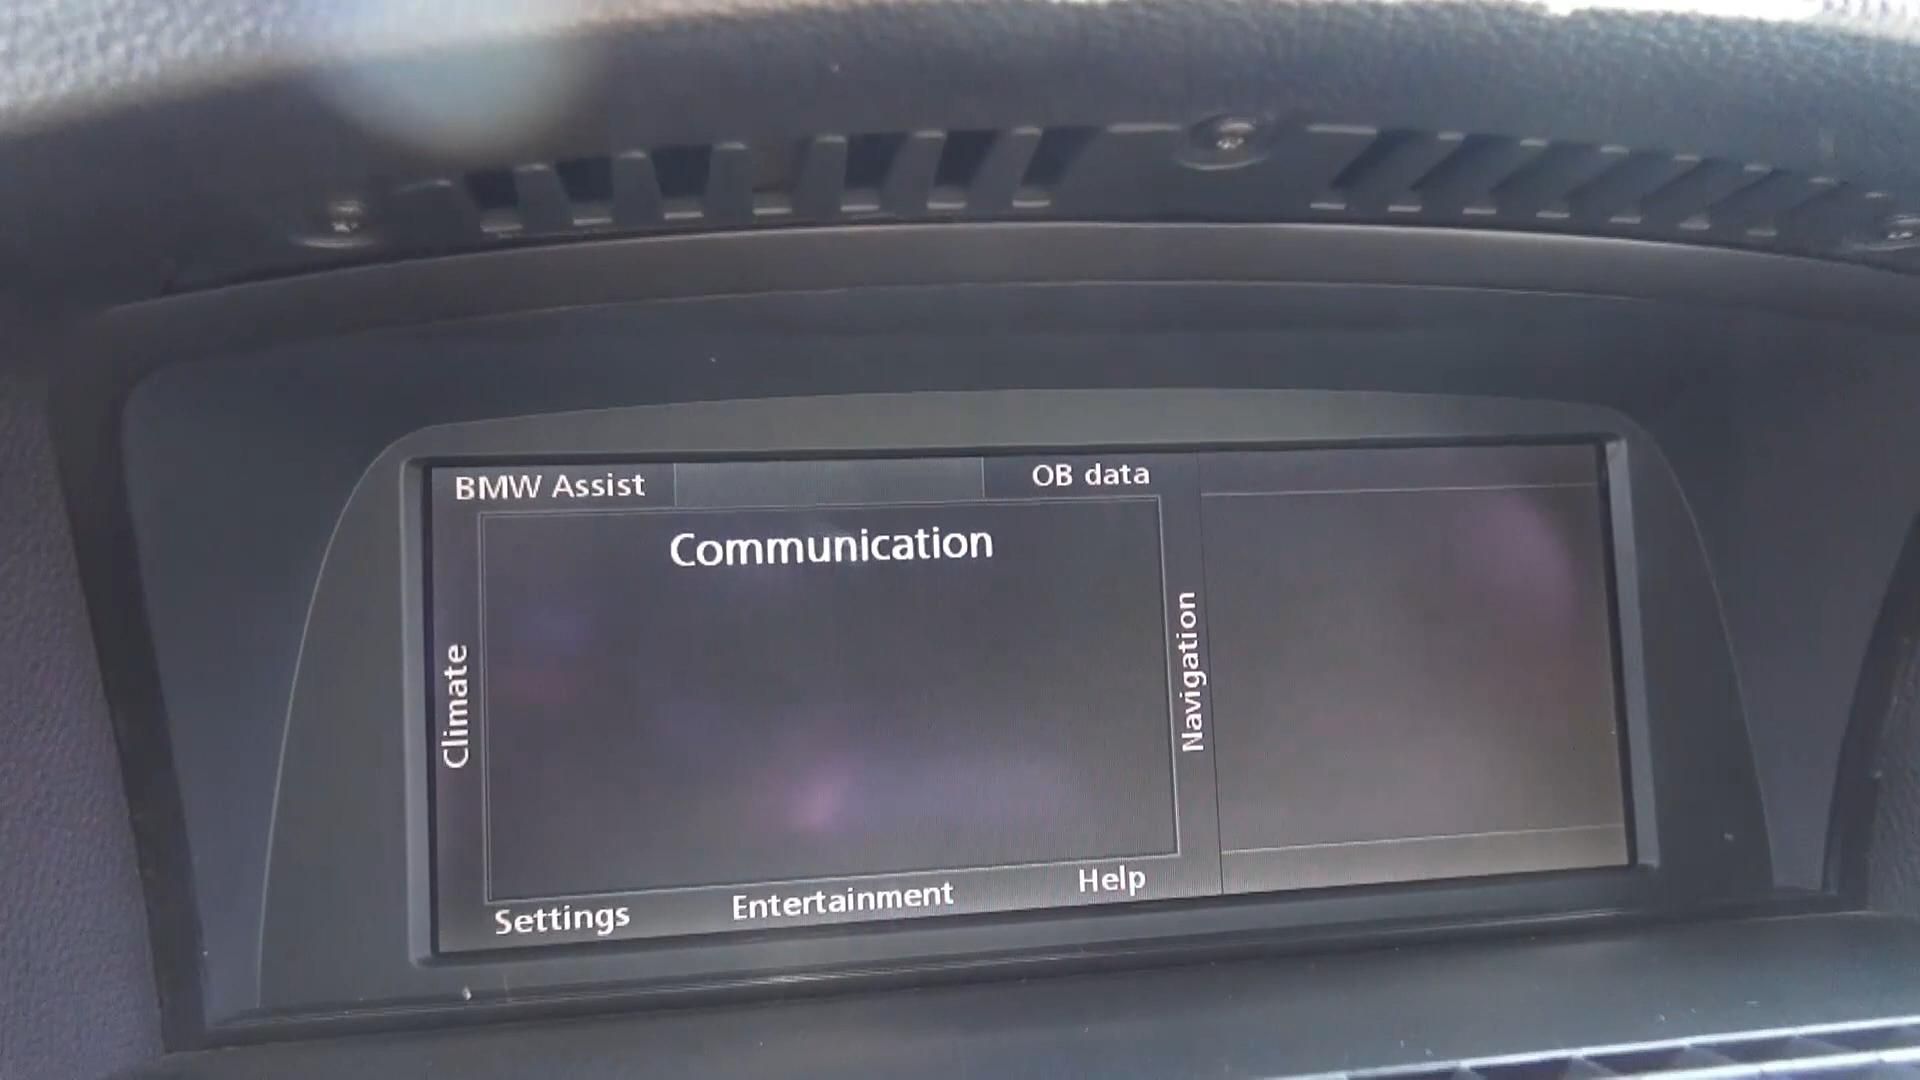 BMW Assist
OB data
Communication
Climate
Navigation
Settings
Entertainment
Help